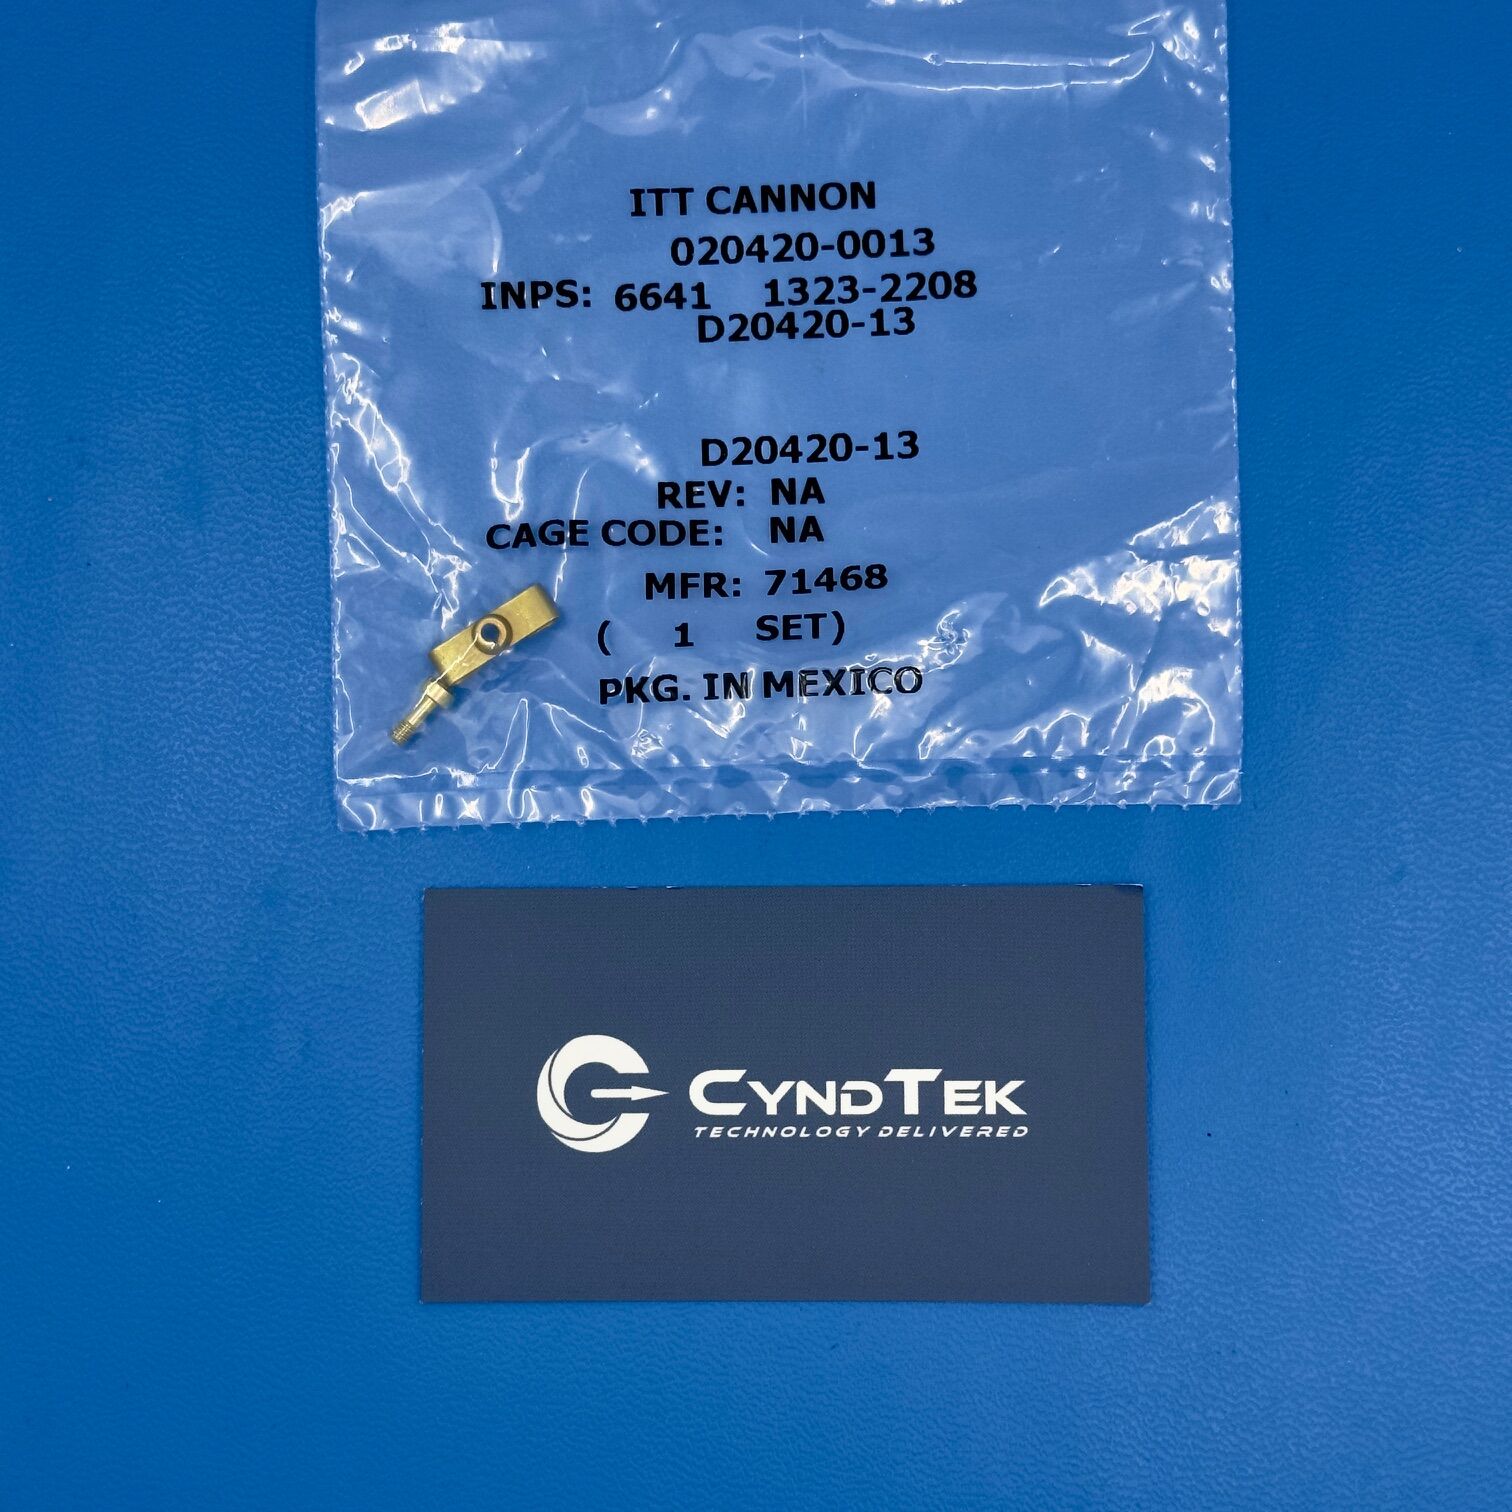 ITT CANNON
020420-0013
INPS: 6641 1323-2208
D20420-13
D20420-13
REV: NA
CAGE CODE: NA
MFR: 71468
( 1 SET)
PKG. IN MEXICO
CYNDTEK
TECHNOLOGY DELIVERED